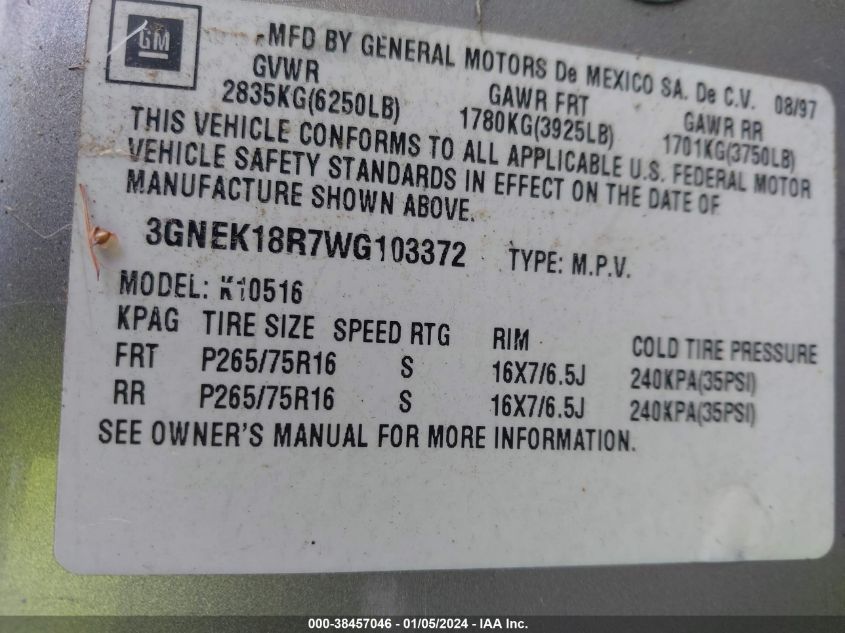 GM
MFD BY GENERAL MOTORS De MEXICO SA. De C.V. 08/97
GVWR GAWR FRT GAWR RR
2835KG(6250LB) 1780KG(3925LB) 1701KG(3750LB)
THIS VEHICLE CONFORMS TO ALL APPLICABLE U.S. FEDERAL MOTOR
VEHICLE SAFETY STANDARDS IN EFFECT ON THE DATE OF
MANUFACTURE SHOWN ABOVE.
3GNEK18R7WG103372 TYPE: M.P.V.
MODEL: K10516
KPAG TIRE SIZE SPEED RTG RIM COLD TIRE PRESSURE
FRT P265/75R16 S 16X7/6.5J 240KPA(35PSI)
RR P265/75R16 S 16X7/6.5J 240KPA(35PSI)
SEE OWNER'S MANUAL FOR MORE INFORMATION.
000-38457046 - 01/05/2024 - IAA Inc.